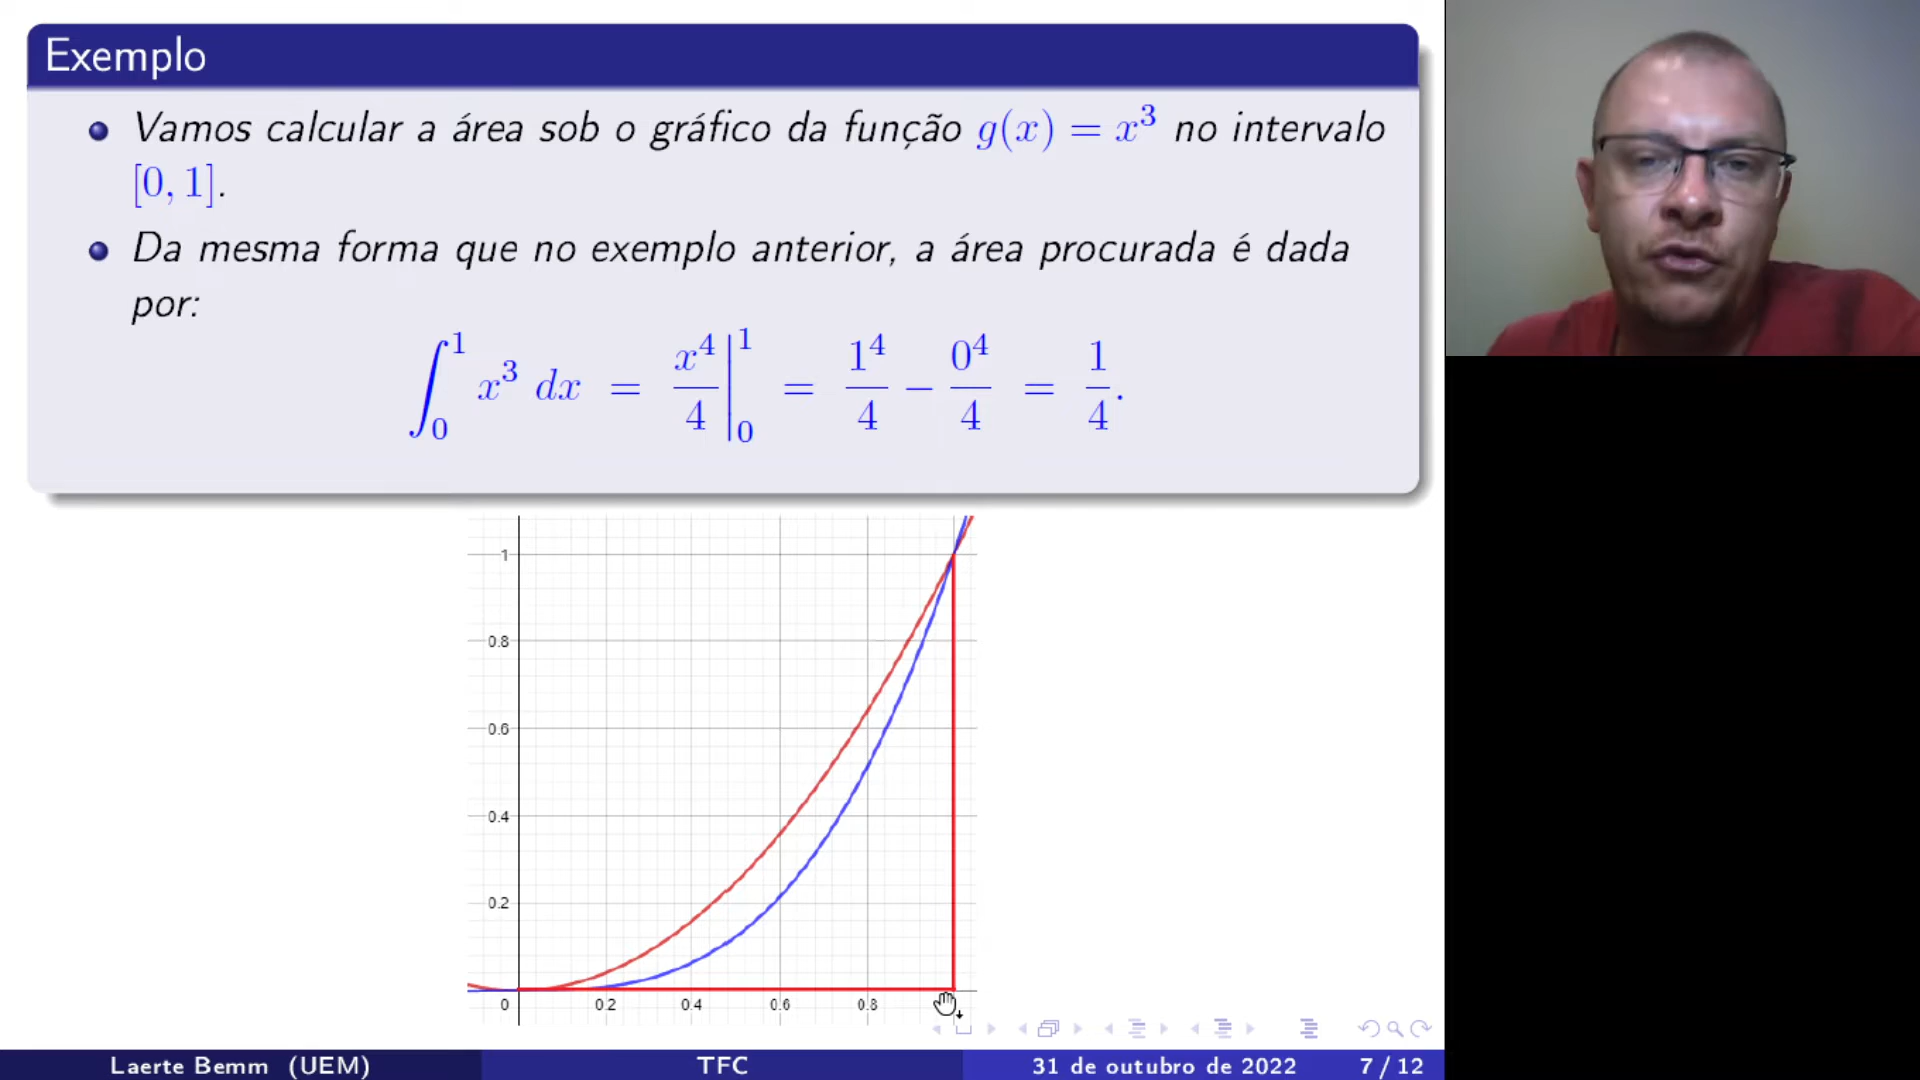 Exemplo
Vamos calcular a área sob o gráfico da função g(x) = x³ no intervalo
[0, 1].
Da mesma forma que no exemplo anterior, a área procurada é dada
por:
∫₀¹ x³ dx = x⁴/4 |₀¹ = 1⁴/4 − 0⁴/4 = 1/4.
1
0.8
0.6
0.4
0.2
0 0.2 0.4 0.6 0.8
Laerte Bemm (UEM) TFC 31 de outubro de 2022 7 / 12